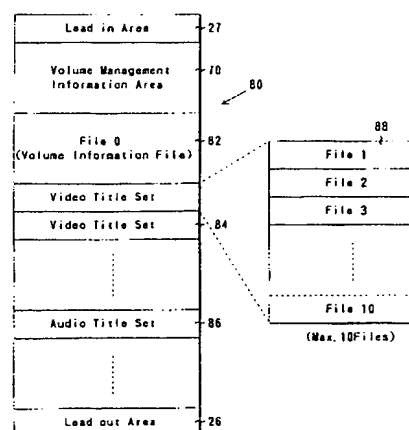 Lead in Area
27
Volume Management
Information Area
70
80
File 0
(Volume Information File)
82
88
File 1
File 2
File 3
Video Title Set
Video Title Set
84
File 10
(Max.10Files)
Audio Title Set
86
Lead out Area
26